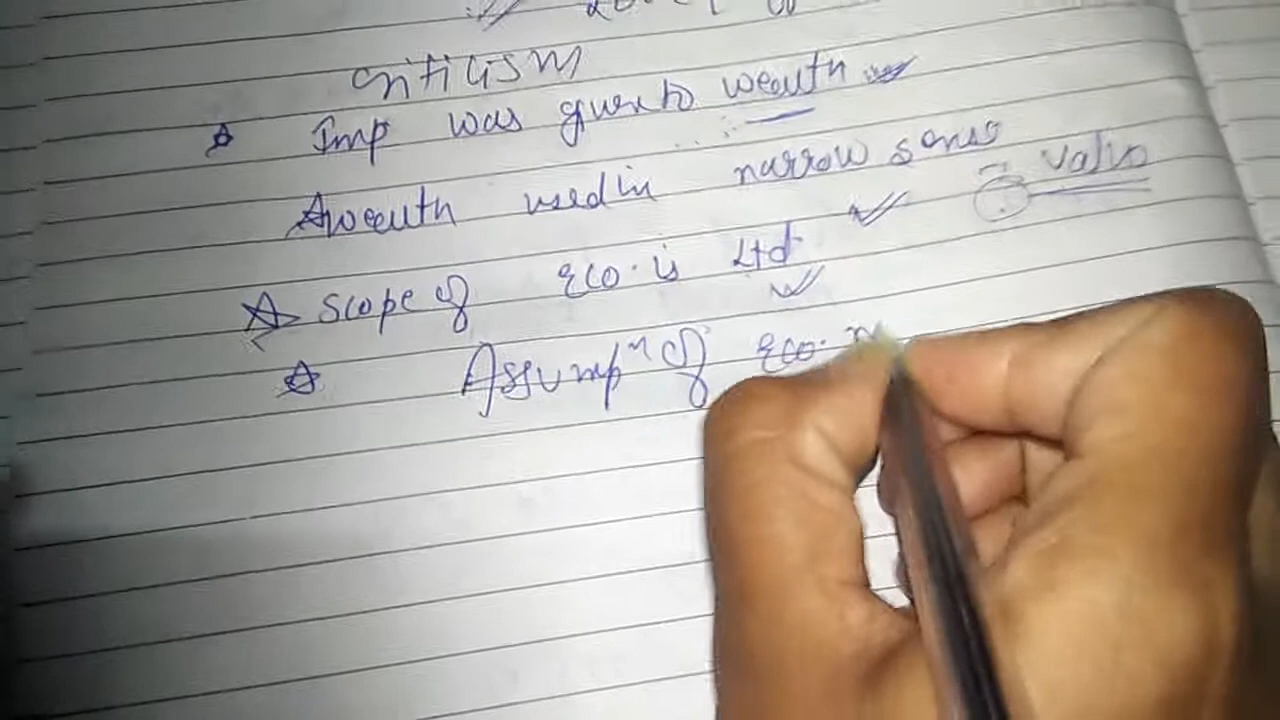 criticism
Imp was given to wealth
wealth used in narrow sense
valu
Scope of Eco. is Ltd
Assumpⁿ of Eco.